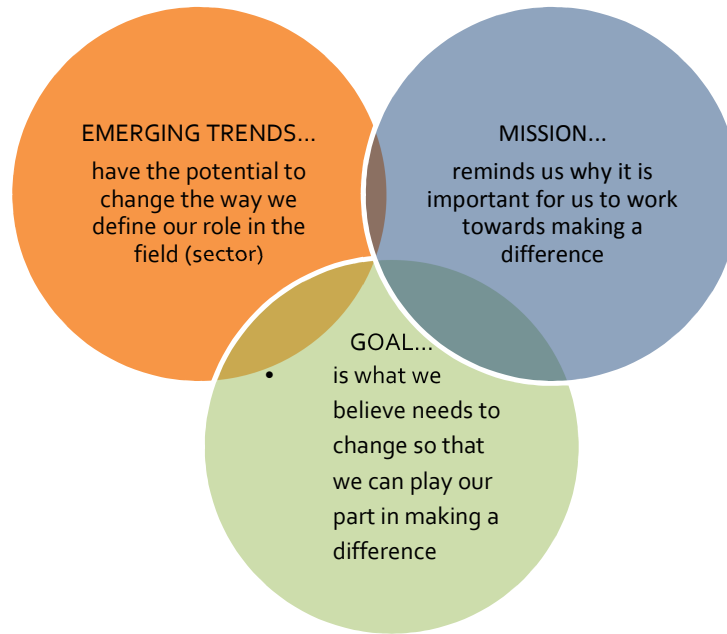 EMERGING TRENDS...
have the potential to
change the way we
define our role in the
field (sector)
MISSION...
reminds us why it is
important for us to work
towards making a
difference
GOAL...
• is what we
believe needs to
change so that
we can play our
part in making a
difference